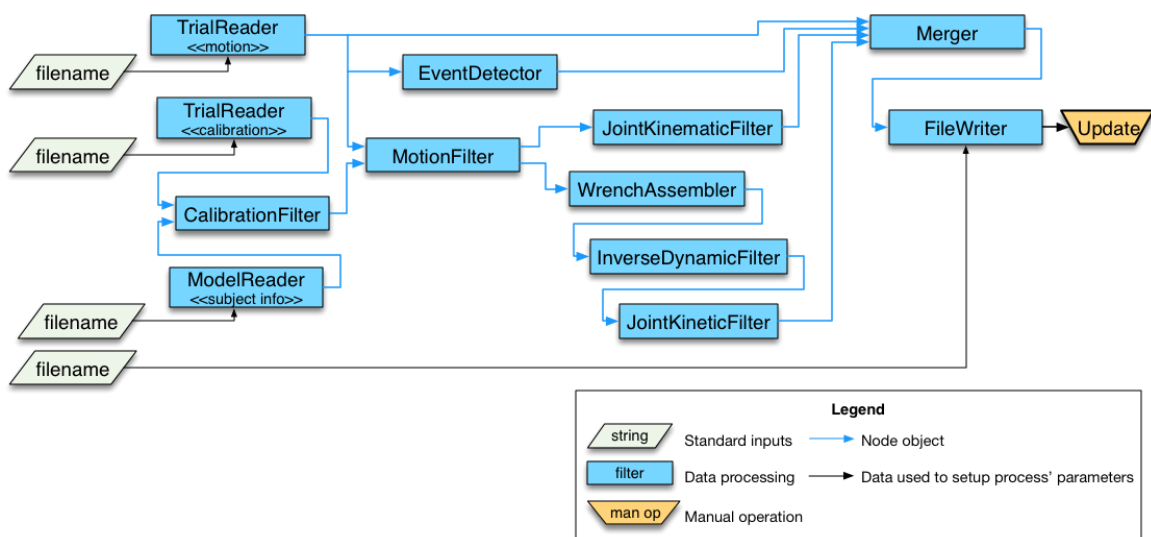 TrialReader
<<motion>>
Merger
filename
EventDetector
TrialReader
<<calibration>>
JointKinematicFilter
FileWriter
Update
filename
MotionFilter
WrenchAssembler
CalibrationFilter
InverseDynamicFilter
ModelReader
<<subject info>>
filename
JointKineticFilter
filename
Legend
string
Standard inputs
Node object
filter
Data processing
Data used to setup process' parameters
man op
Manual operation